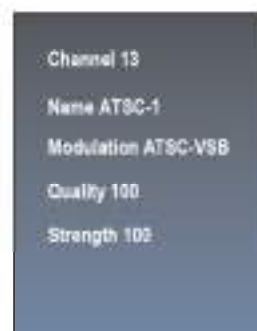 Channel 13
Name ATSC-1
Modulation ATSC-VSB
Quality 100
Strength 100